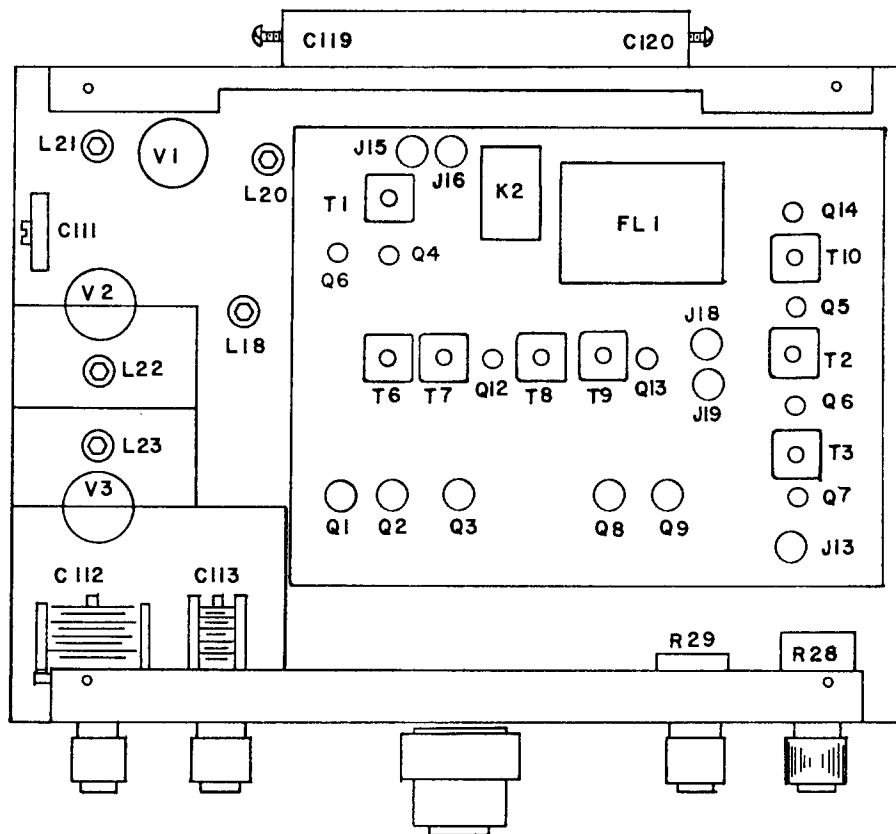 C119 C120
L21 V1 L20
J15 J16 K2
T1 FL1 Q14
C111
Q6 Q4 T10
V2 Q5
L18 J18
L22 T2
T6 T7 Q12 T8 T9 Q13
J19 Q6
L23 T3
V3 Q7
Q1 Q2 Q3 Q8 Q9
J13
C112 C113
R29 R28